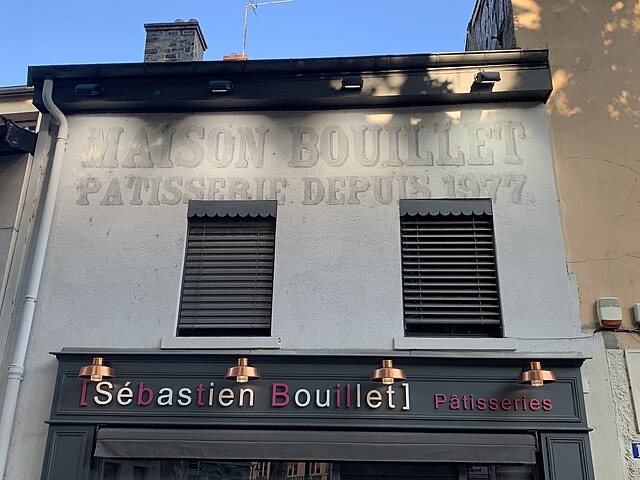 MAISON BOUILLET
PATISSERIE DEPUIS 1977
[Sébastien Bouillet] Pâtisseries